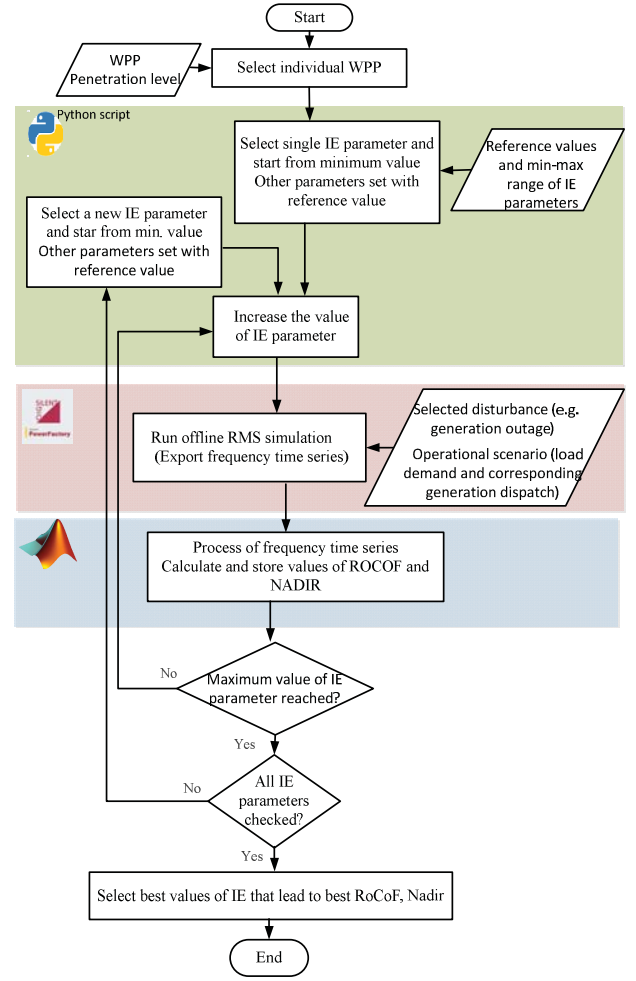 Start
WPP
Penetration level
Select individual WPP
Python script
Select single IE parameter and
start from minimum value
Other parameters set with
reference value
Reference values
and min-max
range of IE
parameters
Select a new IE parameter
and star from min. value
Other parameters set with
reference value
Increase the value
of IE parameter
DIgSILENT
PowerFactory
Selected disturbance (e.g.
generation outage)
Operational scenario (load
demand and corresponding
generation dispatch)
Run offline RMS simulation
(Export frequency time series)
Process of frequency time series
Calculate and store values of ROCOF and
NADIR
No
Maximum value of IE
parameter reached?
Yes
No
All IE
parameters
checked?
Yes
Select best values of IE that lead to best RoCoF, Nadir
End